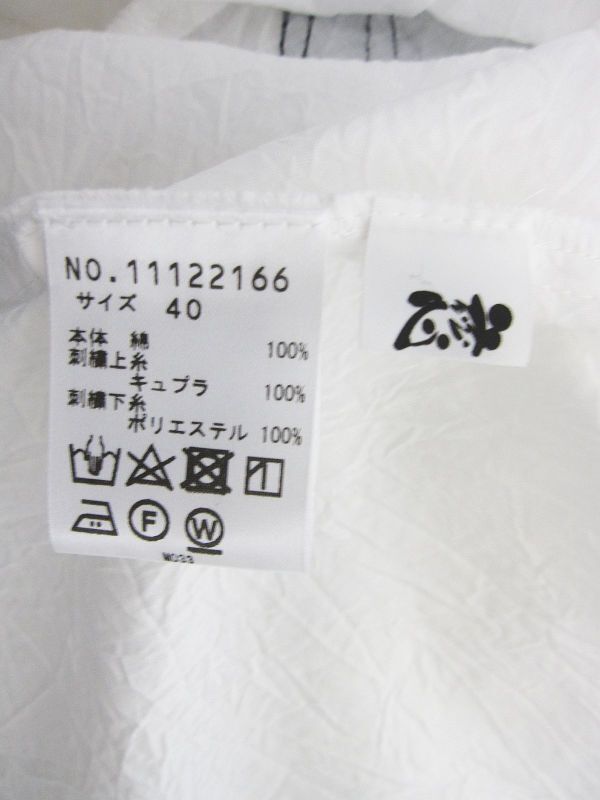 NO.11122166
サイズ 40
本体 綿 100%
刺繍上糸
キュプラ 100%
刺繍下糸
ポリエステル 100%
F
W
M033